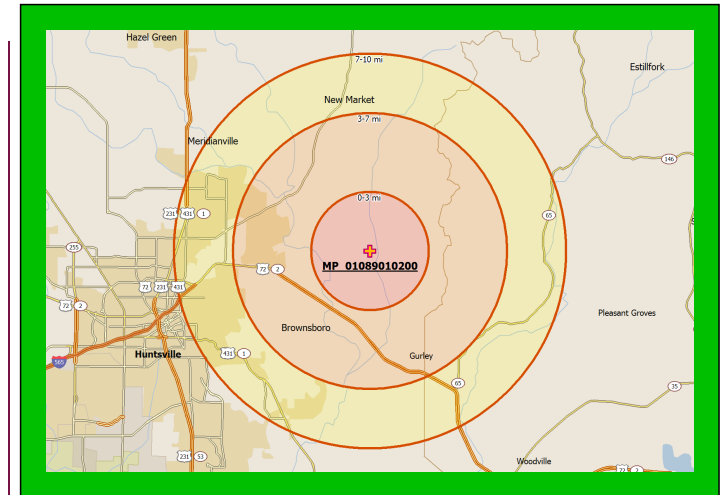 Hazel Green
7-10 mi
Estillfork
New Market
3-7 mi
Meridianville
146
0-3 mi
231 431 1
65
255
MP_01089010200
72 2
72 231 431
72 2
Pleasant Groves
Brownsboro
Huntsville
431 1
Gurley
565
65
35
231 53
Woodville
72 2